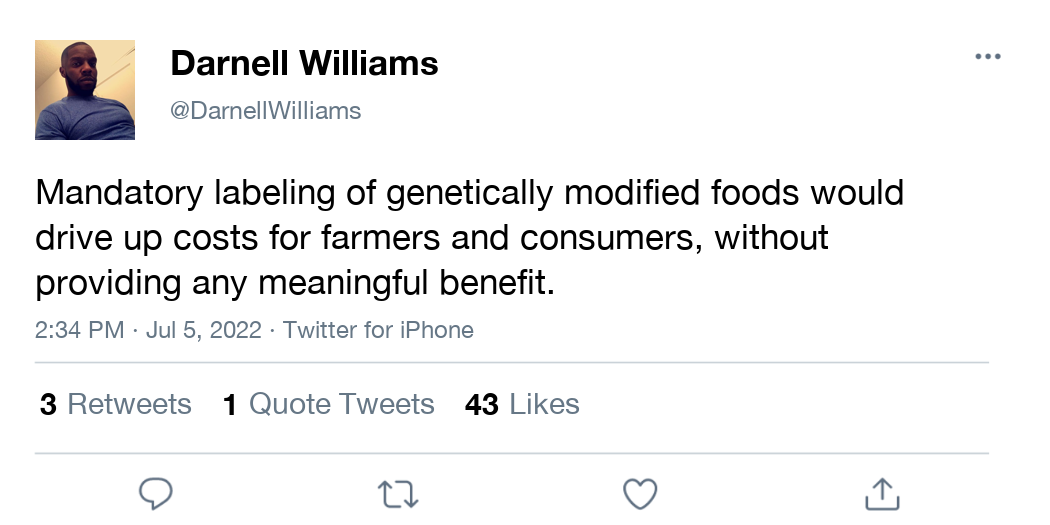 Darnell Williams
@DarnellWilliams
Mandatory labeling of genetically modified foods would
drive up costs for farmers and consumers, without
providing any meaningful benefit.
2:34 PM · Jul 5, 2022 · Twitter for iPhone
3 Retweets 1 Quote Tweets 43 Likes